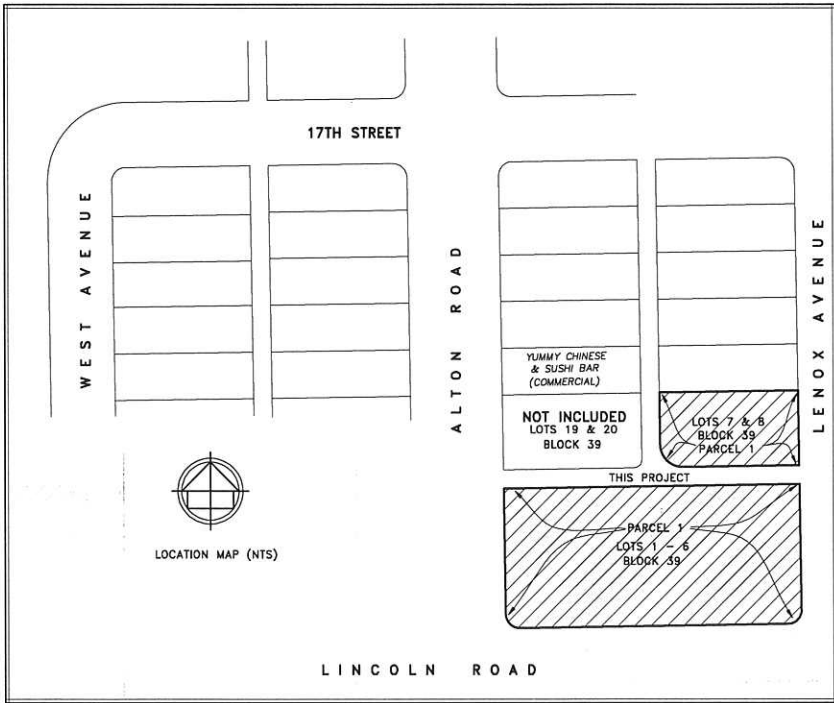 17TH STREET
WEST AVENUE
ALTON ROAD
LENOX AVENUE
YUMMY CHINESE
& SUSHI BAR
(COMMERCIAL)
NOT INCLUDED
LOTS 19 & 20
BLOCK 39
LOTS 7 & 8
BLOCK 39
PARCEL 1
THIS PROJECT
PARCEL 1
LOTS 1 - 6
BLOCK 39
LOCATION MAP (NTS)
LINCOLN ROAD